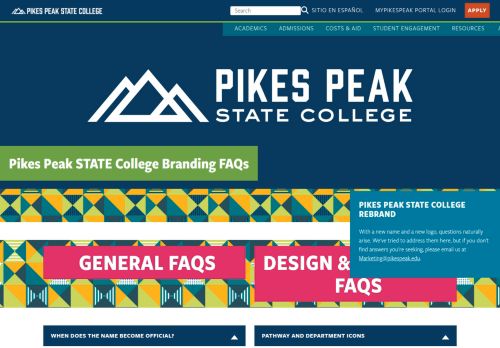 PIKES PEAK STATE COLLEGE
Search
SITIO EN ESPAÑOL
MYPIKESPEAK PORTAL LOGIN
APPLY
ACADEMICS
ADMISSIONS
COSTS & AID
STUDENT ENGAGEMENT
RESOURCES
PIKES PEAK
STATE COLLEGE
Pikes Peak STATE College Branding FAQs
PIKES PEAK STATE COLLEGE
REBRAND
With a new name and a new logo, questions naturally
arise. We've tried to address them here, but if you don't
find answers you're seeking, please email us at
Marketing@pikespeak.edu.
GENERAL FAQS
DESIGN &
FAQS
WHEN DOES THE NAME BECOME OFFICIAL?
PATHWAY AND DEPARTMENT ICONS